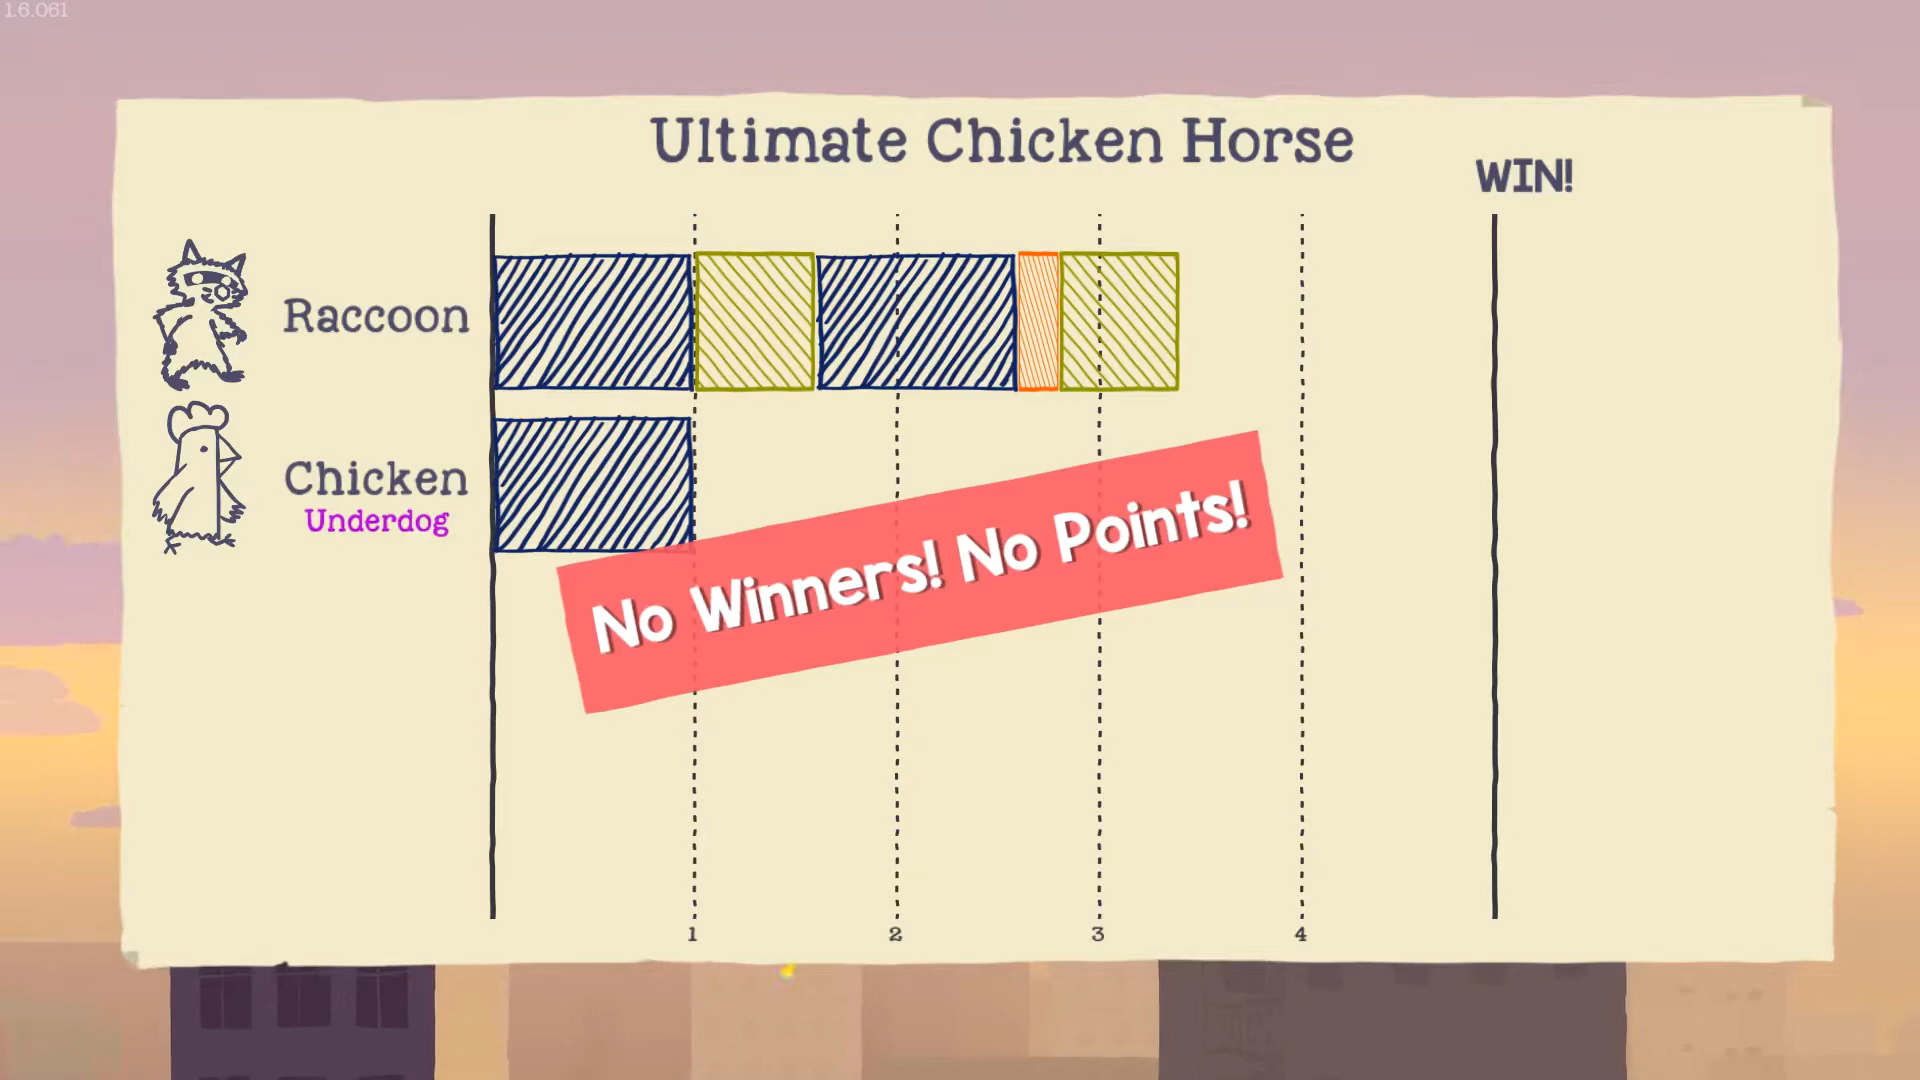 1.6.061
Ultimate Chicken Horse
WIN!
Raccoon
Chicken
Underdog
No Winners! No Points!
1 2 3 4